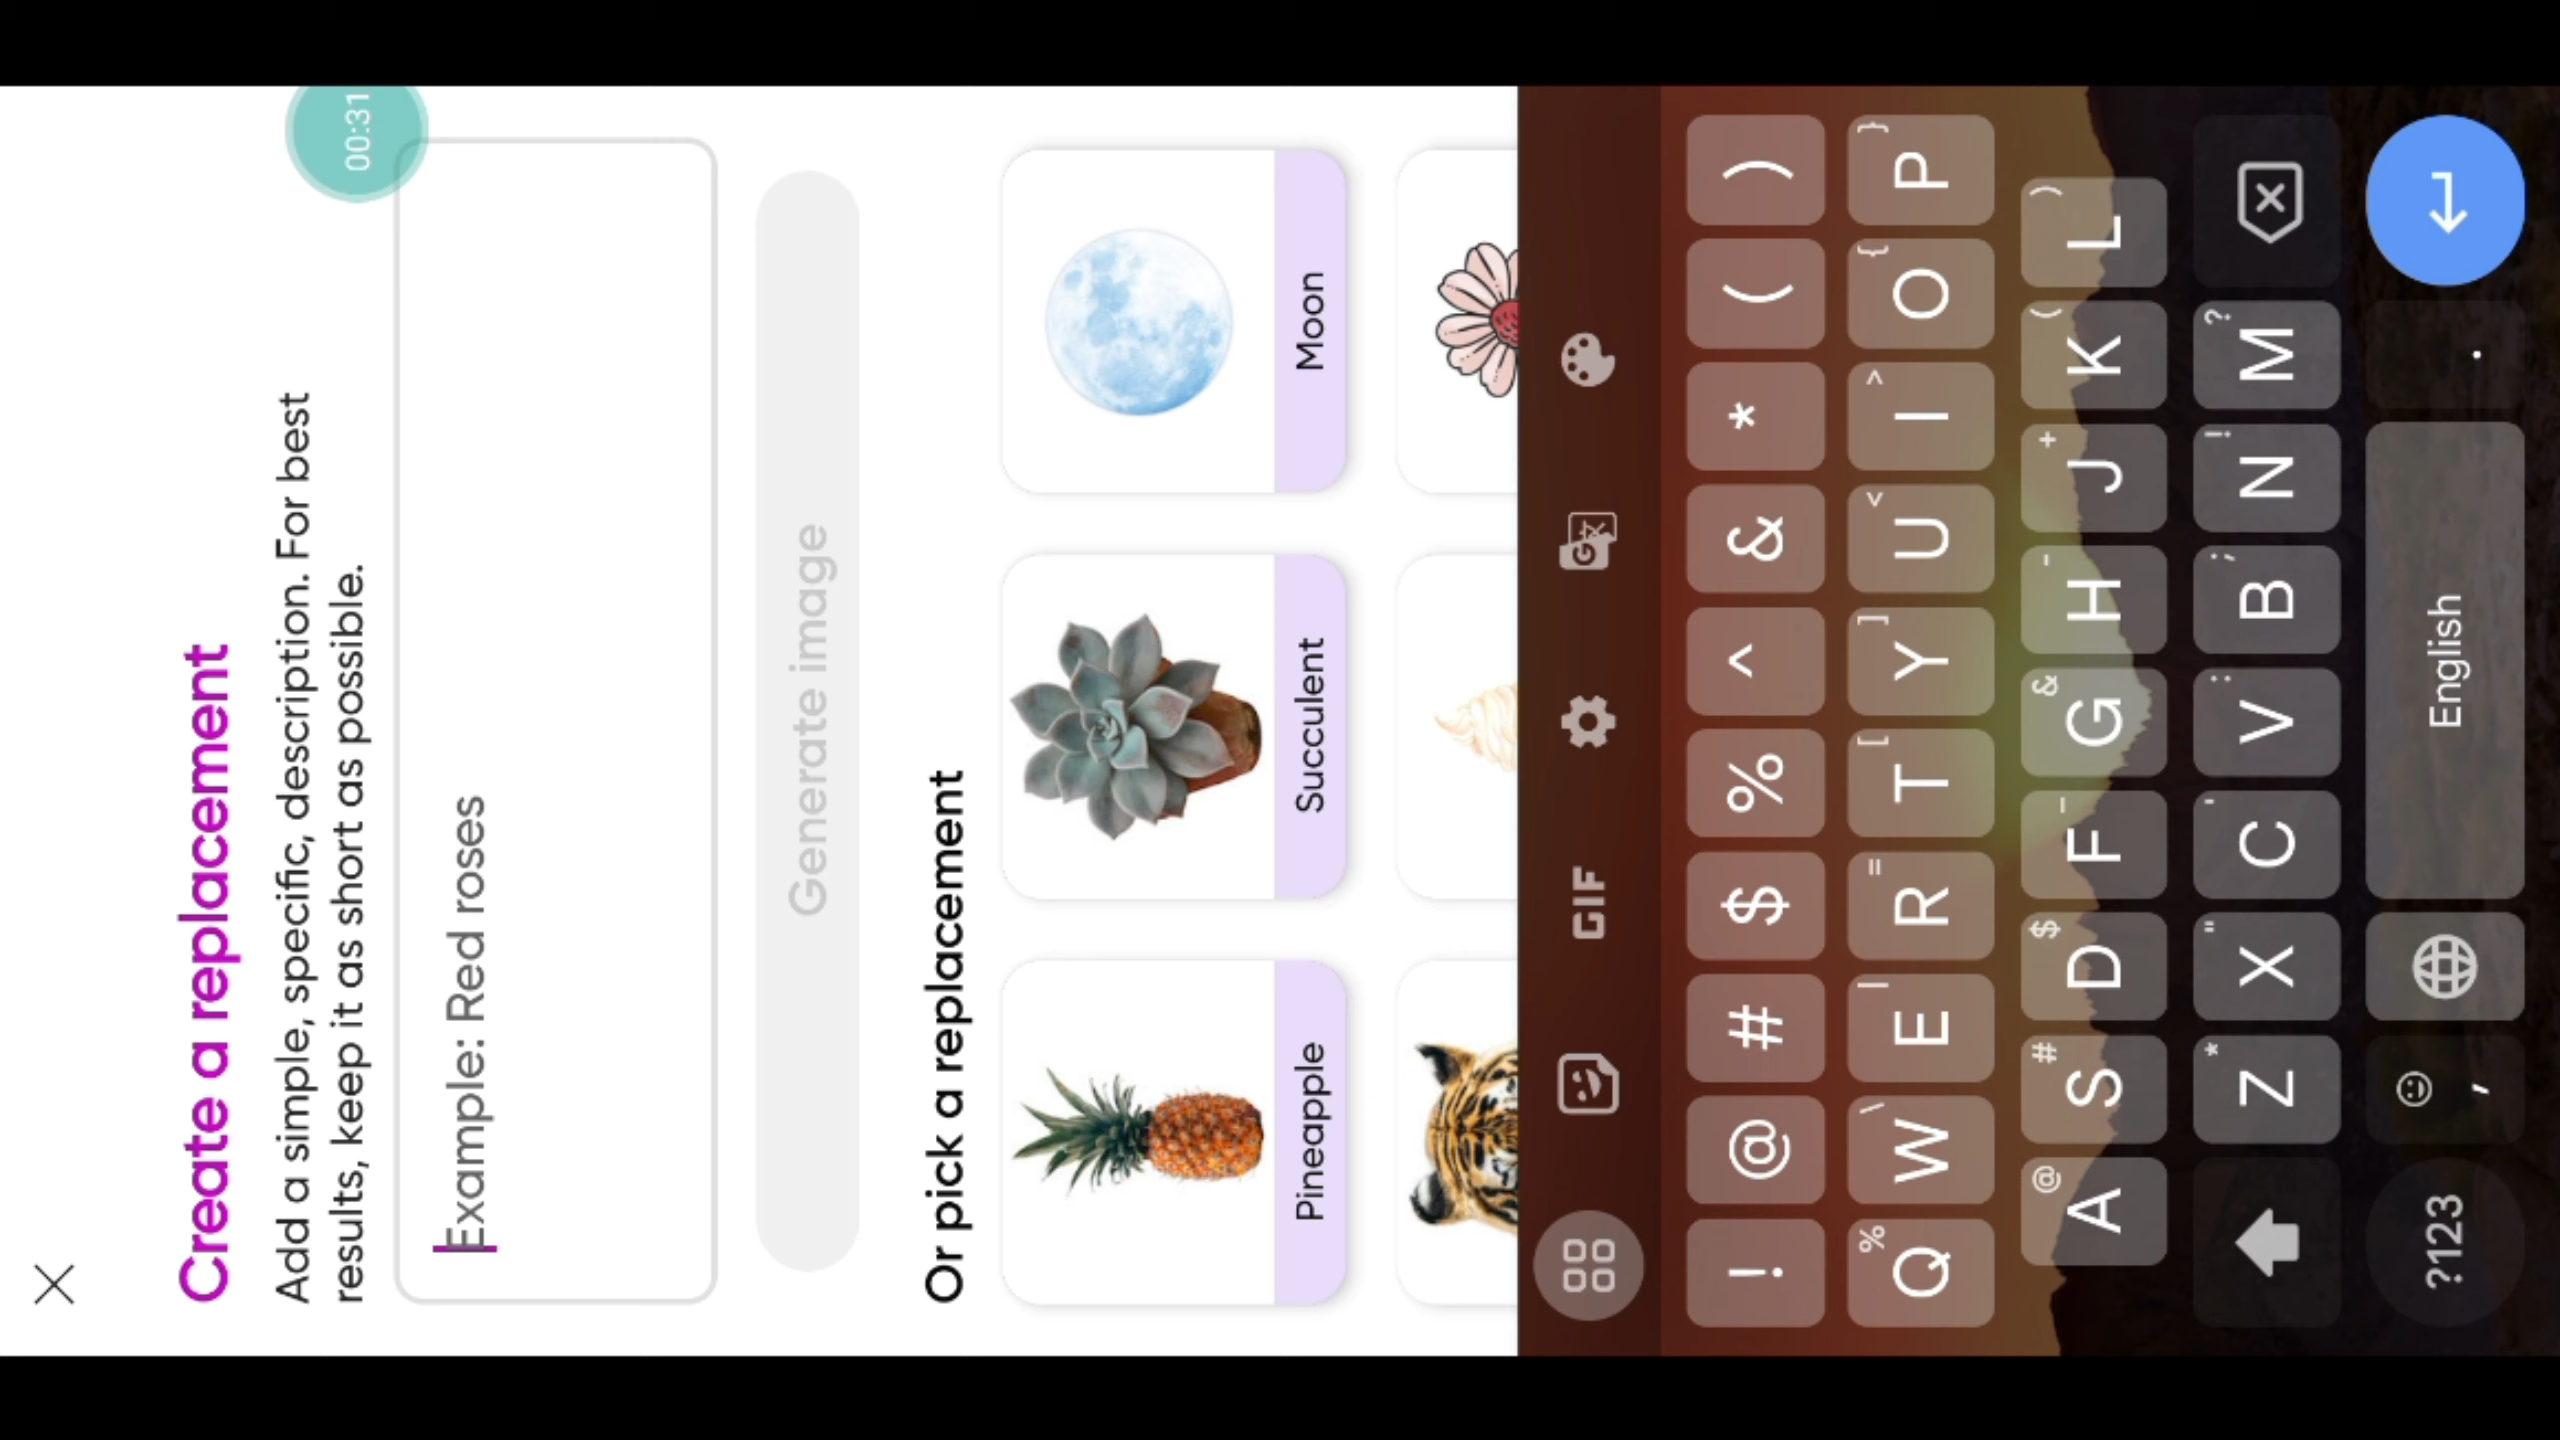 00:31
Create a replacement
Add a simple, specific, description. For best
results, keep it as short as possible.
Example: Red roses
Generate image
Or pick a replacement
Pineapple Succulent Moon
GIF
! @ # $ % ^ & * ( )
Q % W \ E | R = T [ Y ] U < I > O { P }
A @ S # D $ F _ G & H - J + K ( L )
Z * X " C ' V : B ; N ! M ?
?123 , English .